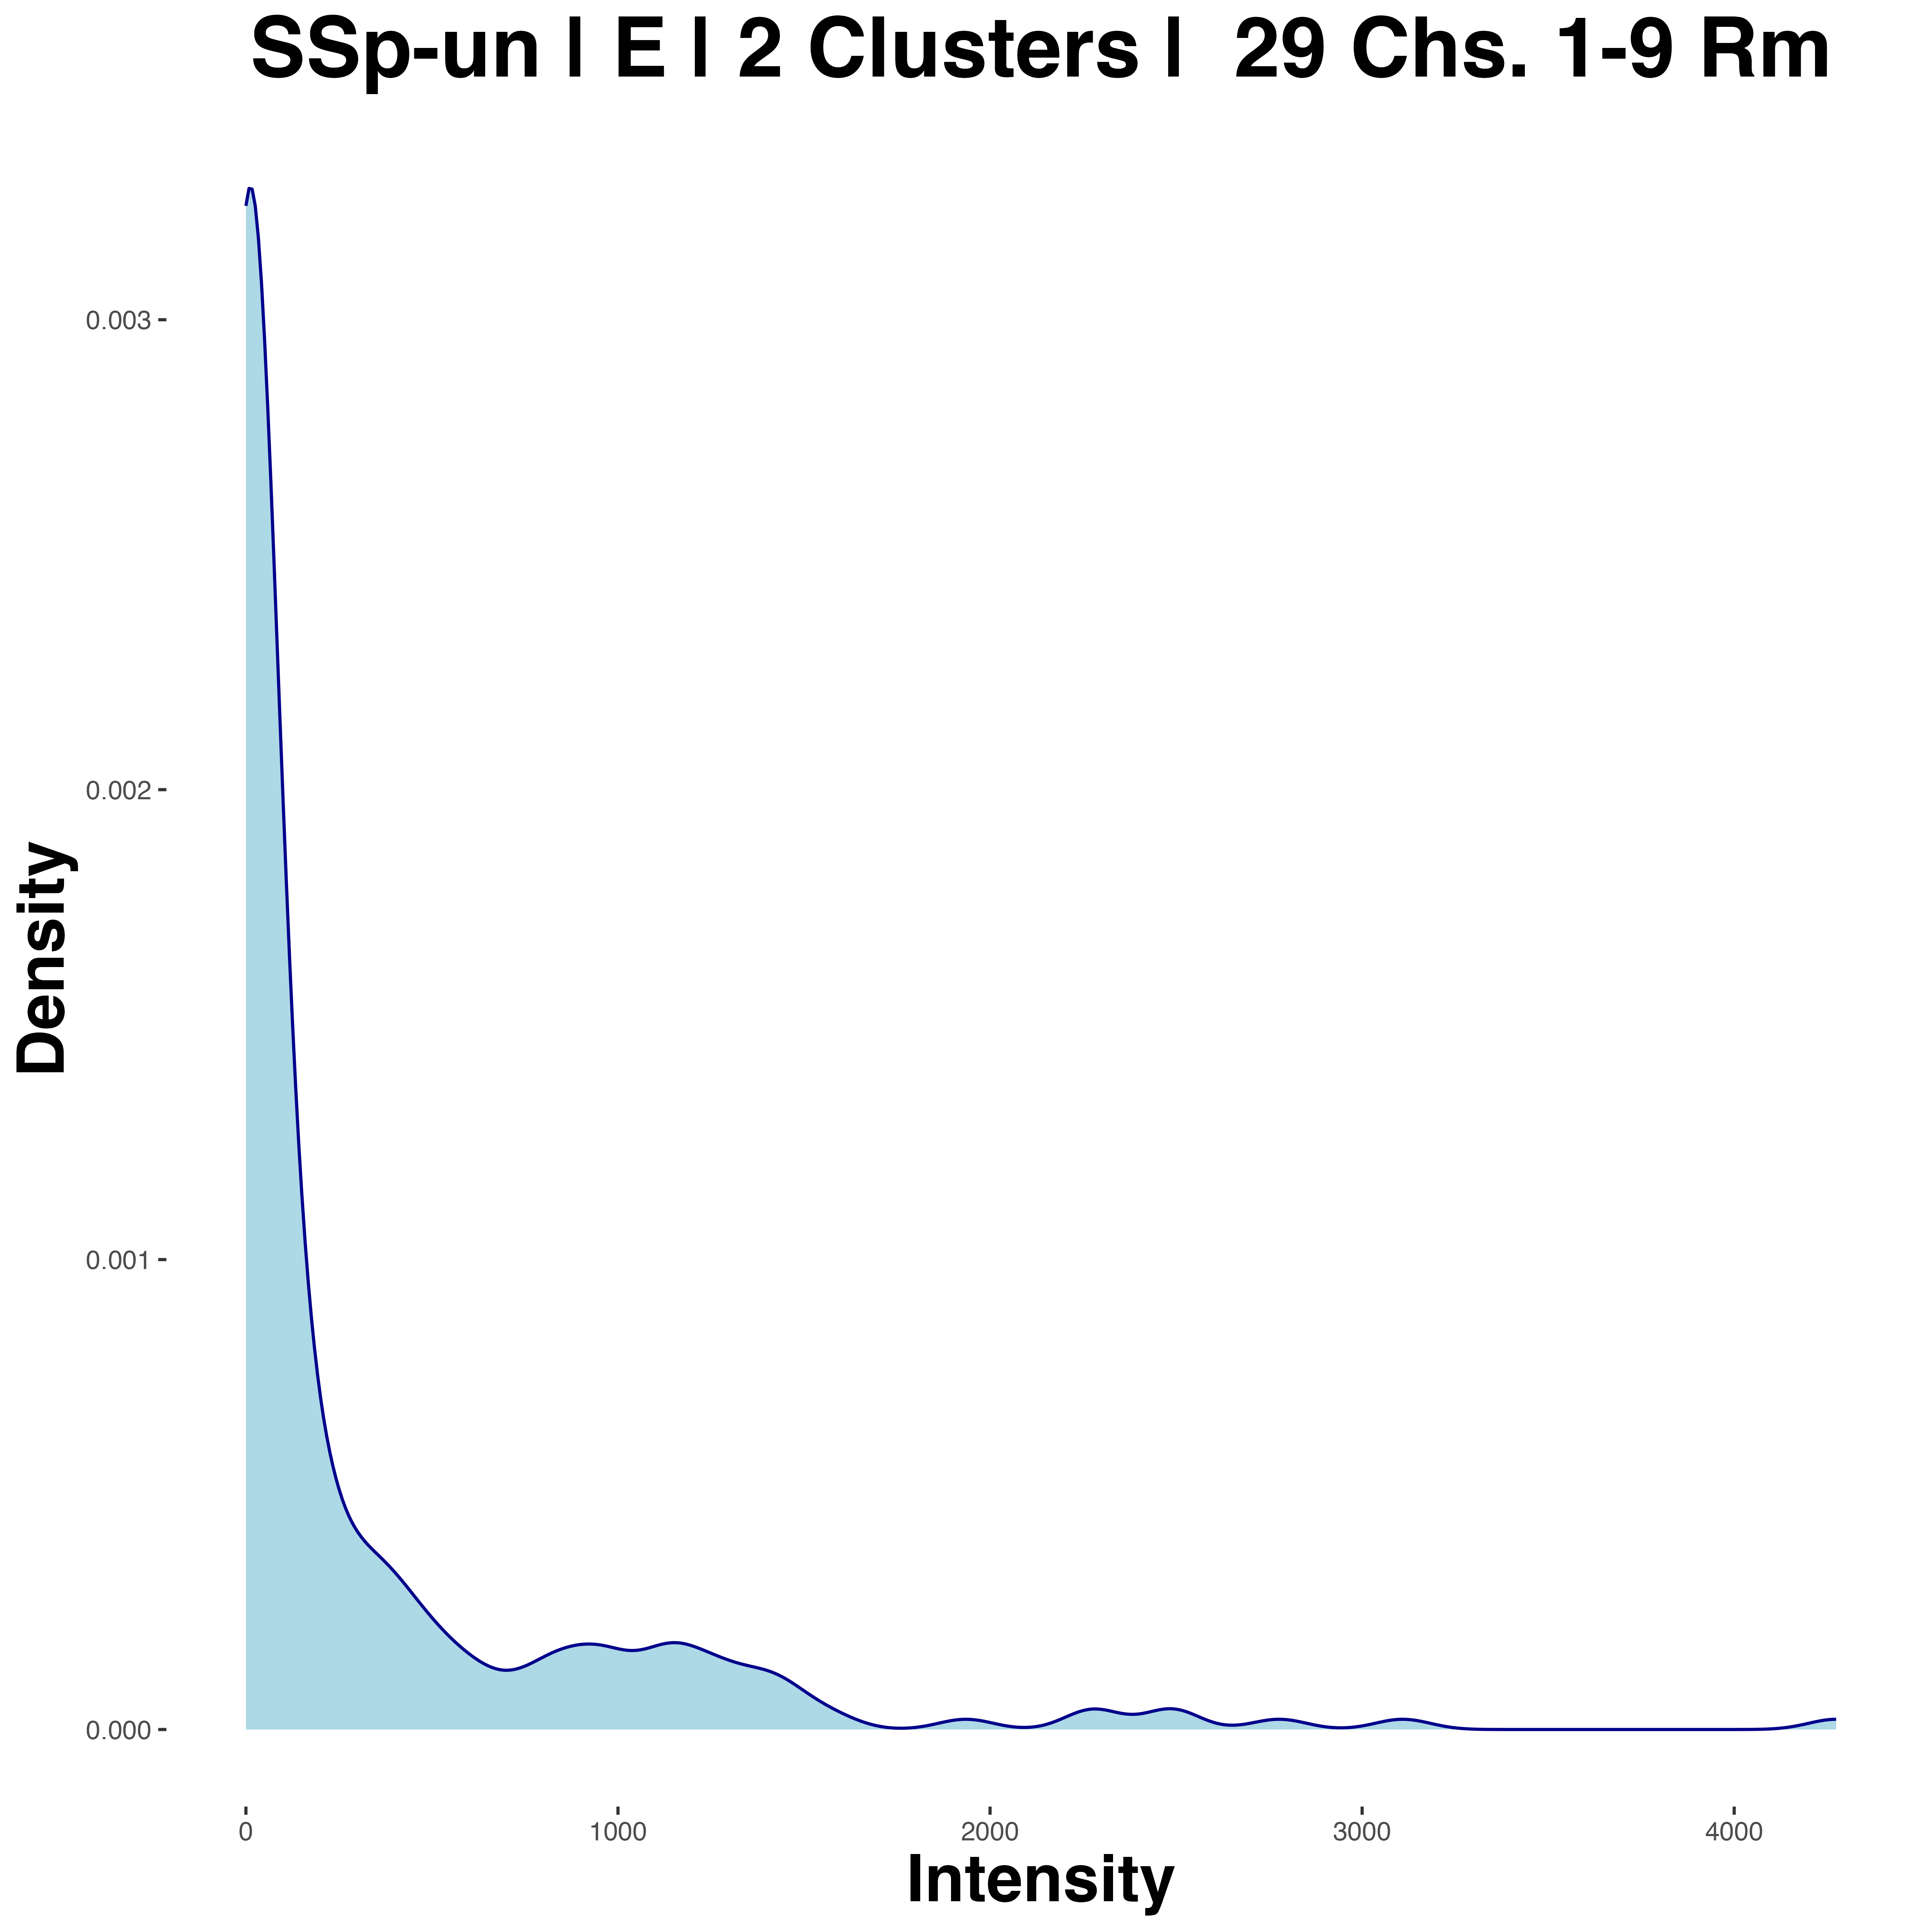 SSp-un | E | 2 Clusters |  29 Chs. 1-9 Rm
0.003
0.002
0.001
0.000
Density
0 1000 2000 3000 4000
Intensity